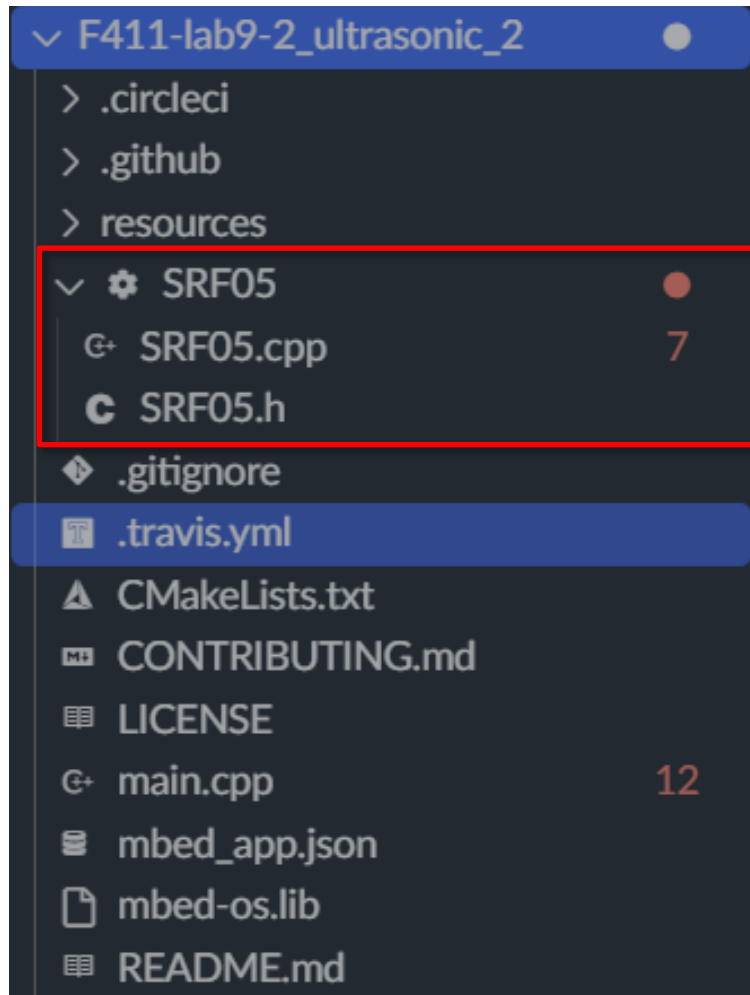 F411-lab9-2_ultrasonic_2
.circleci
.github
resources
SRF05
SRF05.cpp 7
SRF05.h
.gitignore
.travis.yml
CMakeLists.txt
CONTRIBUTING.md
LICENSE
main.cpp 12
mbed_app.json
mbed-os.lib
README.md